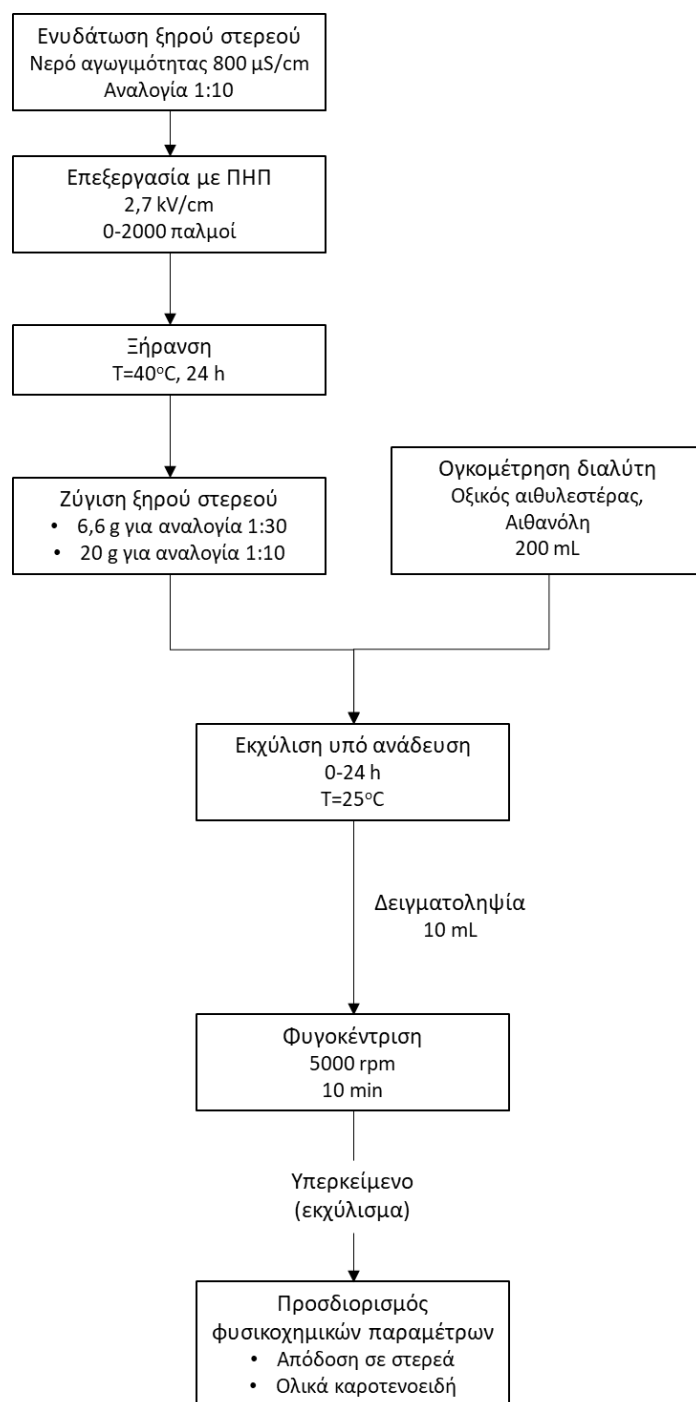 Ενυδάτωση ξηρού στερεού
Νερό αγωγιμότητας 800 μS/cm
Αναλογία 1:10
Επεξεργασία με ΠΗΠ
2,7 kV/cm
0-2000 παλμοί
Ξήρανση
T=40°C, 24 h
Ζύγιση ξηρού στερεού
• 6,6 g για αναλογία 1:30
• 20 g για αναλογία 1:10
Ογκομέτρηση διαλύτη
Οξικός αιθυλεστέρας,
Αιθανόλη
200 mL
Εκχύλιση υπό ανάδευση
0-24 h
T=25°C
Δειγματοληψία
10 mL
Φυγοκέντριση
5000 rpm
10 min
Υπερκείμενο
(εκχύλισμα)
Προσδιορισμός
φυσικοχημικών παραμέτρων
• Απόδοση σε στερεά
• Ολικά καροτενοειδή